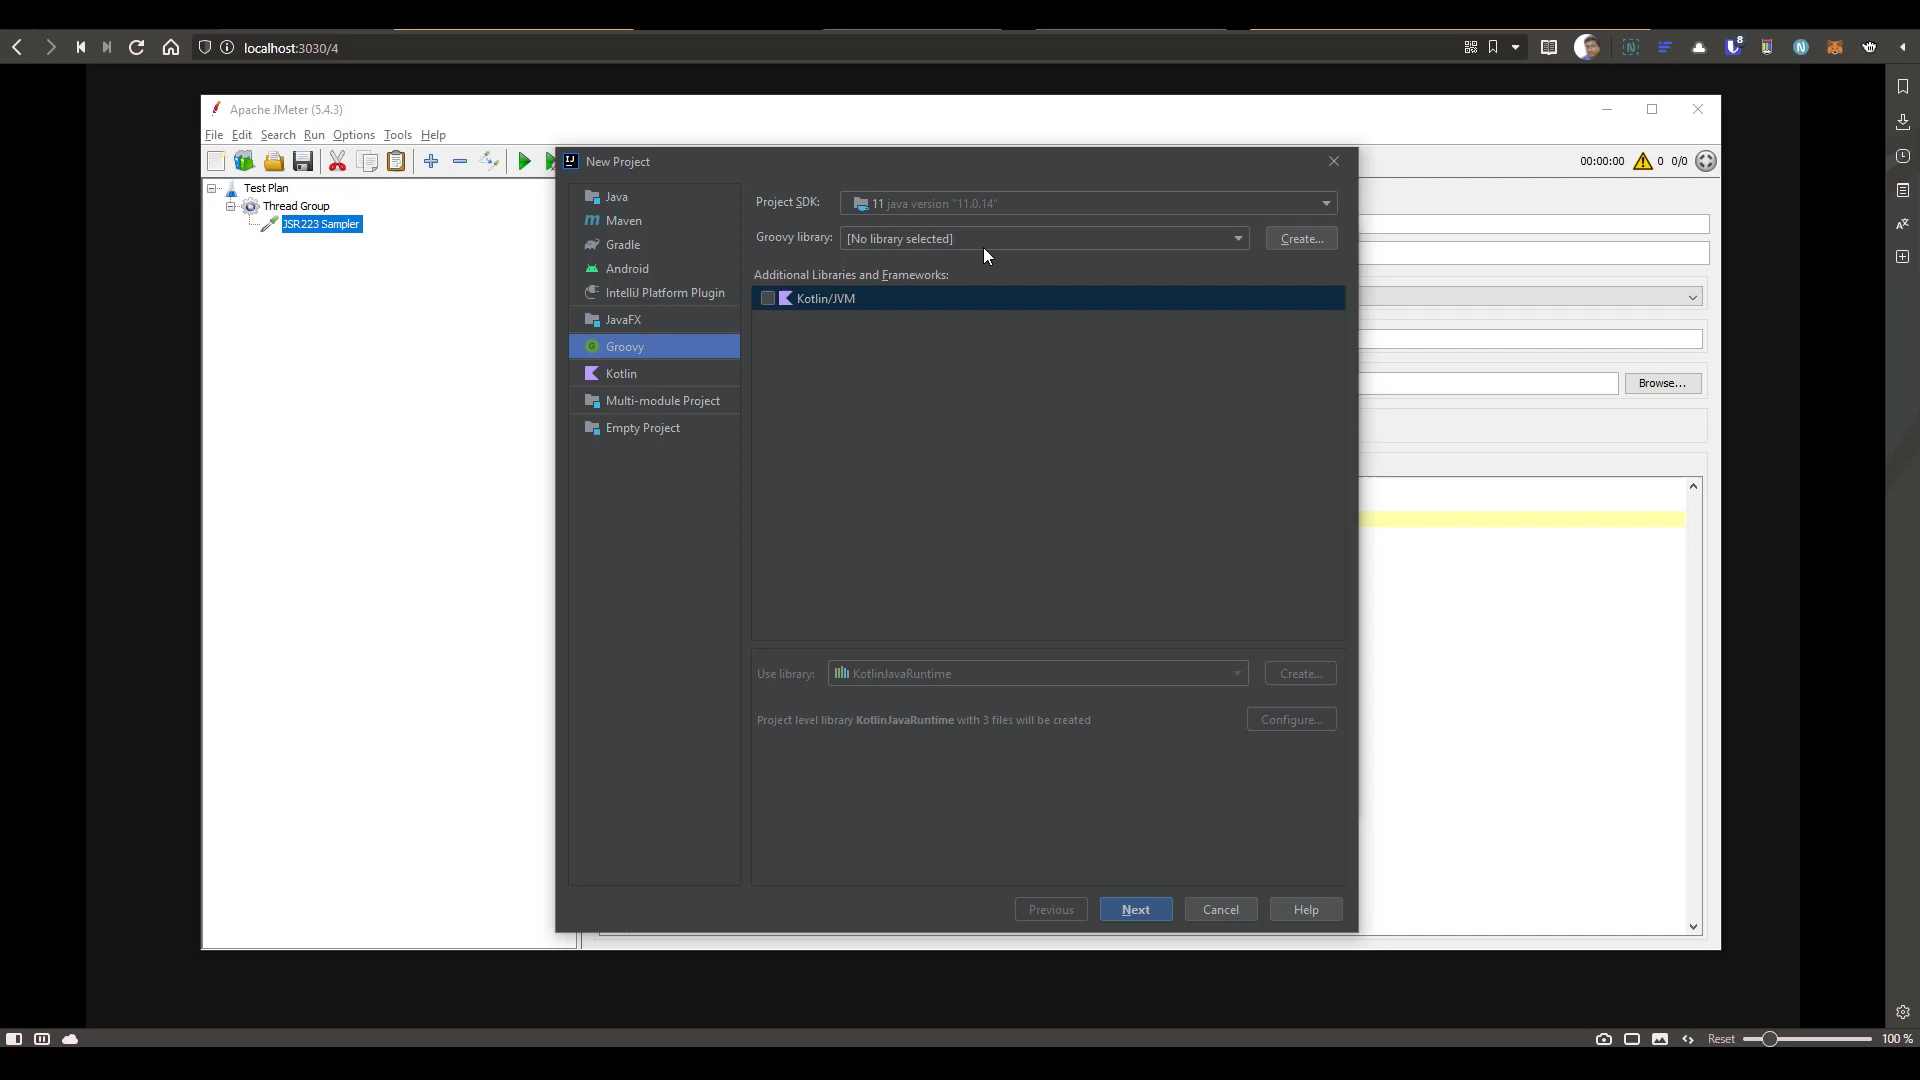 localhost:3030/4
8
Apache JMeter (5.4.3)
File Edit Search Run Options Tools Help
00:00:00 0 0/0
Test Plan
Thread Group
JSR223 Sampler
New Project
Java
Maven
Gradle
Android
IntelliJ Platform Plugin
JavaFX
Groovy
Kotlin
Multi-module Project
Empty Project
Project SDK: 11 java version "11.0.14"
Groovy library: [No library selected] Create...
Additional Libraries and Frameworks:
Kotlin/JVM
Use library: KotlinJavaRuntime Create...
Project level library KotlinJavaRuntime with 3 files will be created Configure...
Previous Next Cancel Help
Browse...
Reset 100 %